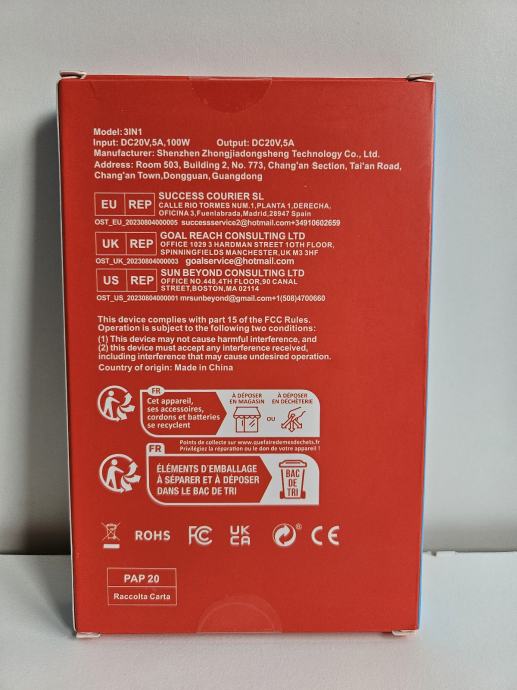 Model: 3IN1
Input: DC20V,5A,100W Output: DC20V,5A
Manufacturer: Shenzhen Zhongjiadongsheng Technology Co., Ltd.
Address: Room 503, Building 2, No. 773, Chang'an Section, Tai'an Road,
Chang'an Town,Dongguan, Guangdong
EU REP SUCCESS COURIER SL
CALLE RIO TORMES NUM.1,PLANTA 1,DERECHA,
OFICINA 3,Fuenlabrada,Madrid,28947 Spain
OST_EU_20230804000005 successservice2@hotmail.com+34910602659
UK REP GOAL REACH CONSULTING LTD
OFFICE 1029 3 HARDMAN STREET 1OTH FLOOR,
SPINNINGFIELDS MANCHESTER,UK M3 3HF
OST_UK_20230804000003 goalservice@hotmail.com
US REP SUN BEYOND CONSULTING LTD
OFFICE NO.448,4TH FLOOR,90 CANAL
STREET,BOSTON,MA 02114
OST_US_20230804000001 mrsunbeyond@gmail.com+1(508)4700660
This device complies with part 15 of the FCC Rules.
Operation is subject to the following two conditions:
(1) This device may not cause harmful interference, and
(2) this device must accept any interference received,
including interference that may cause undesired operation.
Country of origin: Made in China
FR
Cet appareil,
ses accessoires,
cordons et batteries
se recyclent
À DÉPOSER
EN MAGASIN
OU
À DÉPOSER
EN DÉCHÈTERIE
Points de collecte sur www.quefairedemesdechets.fr
Privilégiez la réparation ou le don de votre appareil !
FR
ÉLÉMENTS D'EMBALLAGE
À SÉPARER ET À DÉPOSER
DANS LE BAC DE TRI
BAC
DE
TRI
ROHS FC UK
CA CE
PAP 20
Raccolta Carta